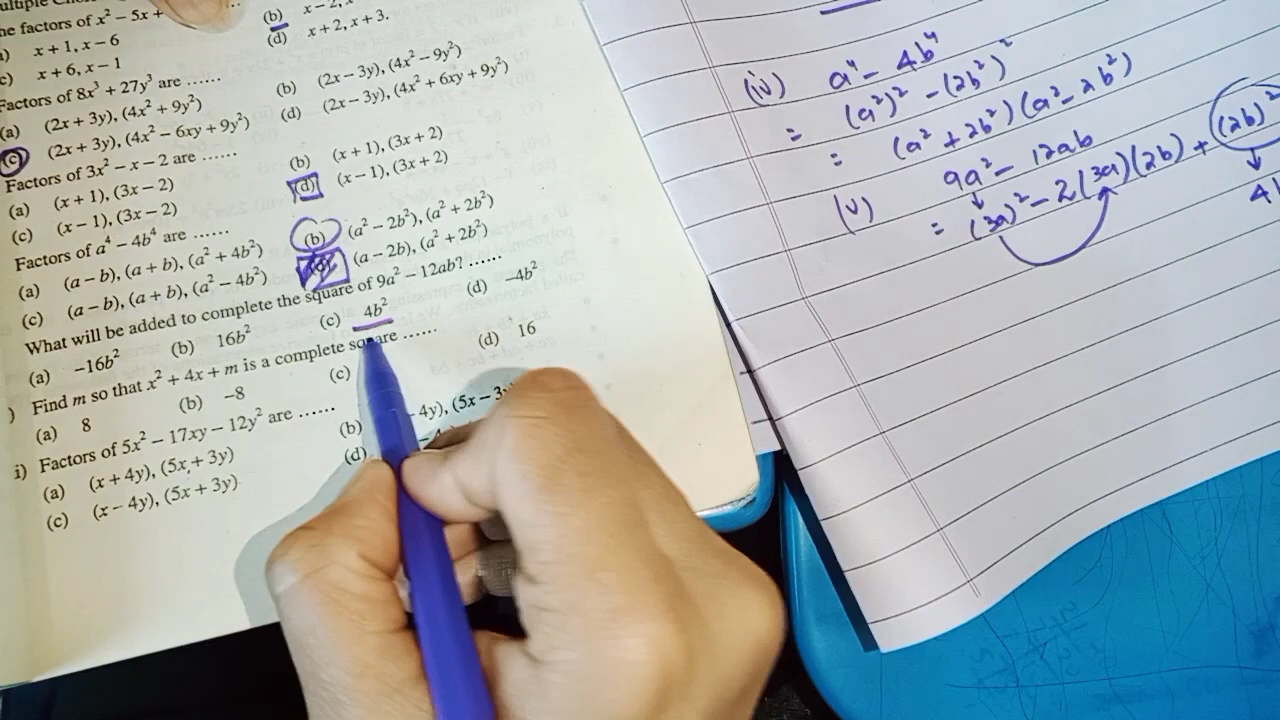 he factors of x² − 5x +
(b) x − 2,
x + 1, x − 6
(d) x + 2, x + 3.
x + 6, x − 1
Factors of 8x³ + 27y³ are ......
(a) (2x + 3y), (4x² + 9y²)
(b) (2x − 3y), (4x² − 9y²)
(c) (2x + 3y), (4x² − 6xy + 9y²)
(d) (2x − 3y), (4x² + 6xy + 9y²)
Factors of 3x² − x − 2 are ......
(a) (x + 1), (3x − 2)
(b) (x + 1), (3x + 2)
(c) (x − 1), (3x − 2)
(d) (x − 1), (3x + 2)
Factors of a⁴ − 4b⁴ are ......
(a) (a − b), (a + b), (a² + 4b²)
(b) (a² − 2b²), (a² + 2b²)
(c) (a − b), (a + b), (a² − 4b²)
(a − 2b), (a² + 2b²)
What will be added to complete the square of 9a² − 12ab? ......
(a) −16b² (b) 16b² (c) 4b² (d) −4b²
) Find m so that x² + 4x + m is a complete square ......
(a) 8 (b) −8 (c) (d) 16
i) Factors of 5x² − 17xy − 12y² are ......
(a) (x + 4y), (5x + 3y)
(b) 4y), (5x − 3y
(c) (x − 4y), (5x + 3y)
(d)
(iv) a⁴ − 4b⁴
= (a²)² − (2b²)²
= (a² + 2b²)(a² − 2b²)
(v) 9a² − 12ab
= (3a)² − 2(3a)(2b) + (2b)²